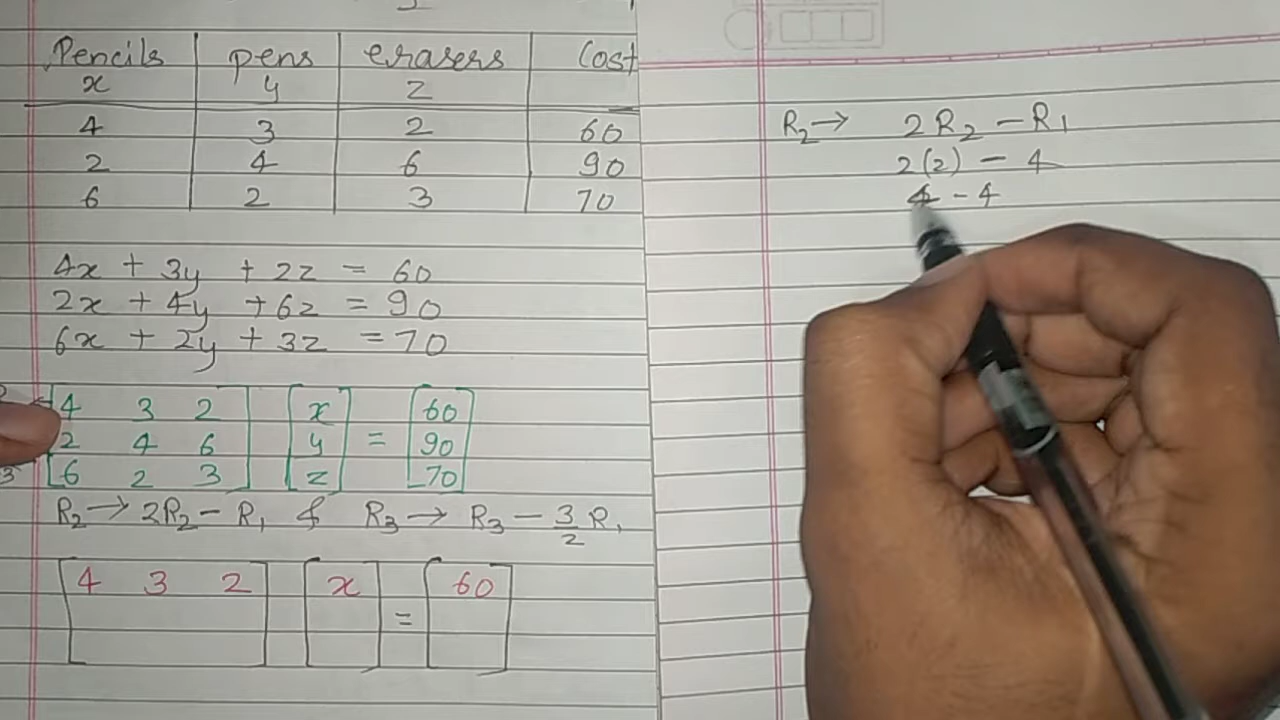 Pencils pens erasers Cost
x y z
4 3 2 60
2 4 6 90
6 2 3 70
4x + 3y + 2z = 60
2x + 4y + 6z = 90
6x + 2y + 3z = 70
4 3 2 x 60
2 4 6 y = 90
6 2 3 z 70
R₂ → 2R₂ - R₁ & R₃ → R₃ - 3/2 R₁
4 3 2 x 60
=
R₂ → 2R₂ - R₁
2(2) - 4
4 - 4